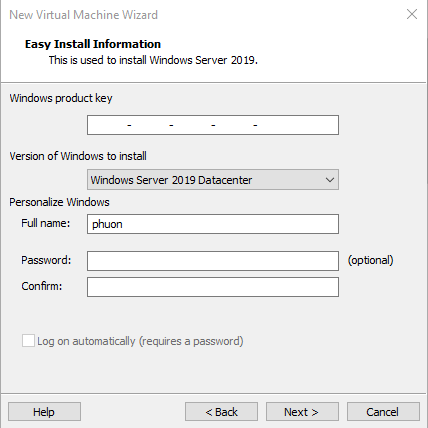 New Virtual Machine Wizard
Easy Install Information
This is used to install Windows Server 2019.
Windows product key
- - - -
Version of Windows to install
Windows Server 2019 Datacenter
Personalize Windows
Full name: phuon
Password: (optional)
Confirm:
Log on automatically (requires a password)
Help < Back Next > Cancel